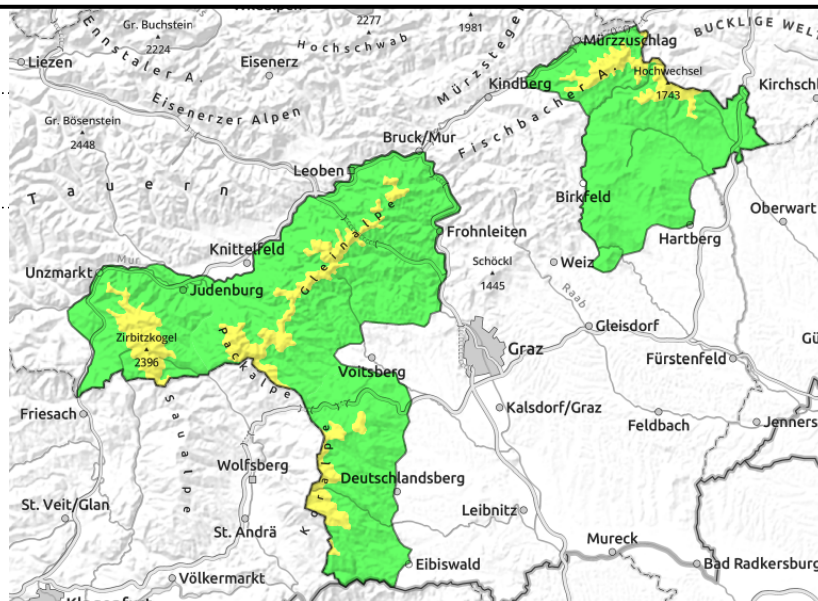 Gr. Buchstein
2224
2277
1981
Hochschwab
Mürzsteger
BUCKLIGE WELT
Mürzzuschlag
Liezen
Ennstaler A.
Eisenerz
Hochwechsel
1743
Kindberg
Kirchschl
Eisenerzer Alpen
Fischbacher A.
Gr. Bösenstein
2448
Bruck/Mur
Leoben
Tauern
Birkfeld
Oberwart
Gleinalpe
Frohnleiten
Hartberg
Knittelfeld
Mur
Unzmarkt
Schöckl
1445
Weiz
Judenburg
Raab
Zirbitzkogel
2396
Packalpe
Gleisdorf
Graz
Gü
Voitsberg
Fürstenfeld
Friesach
Saualpe
Kalsdorf/Graz
Feldbach
Jenners
Koralpe
Wolfsberg
Deutschlandsberg
St. Veit/Glan
Leibnitz
St. Andrä
Mureck
Eibiswald
Bad Radkersburg
Völkermarkt